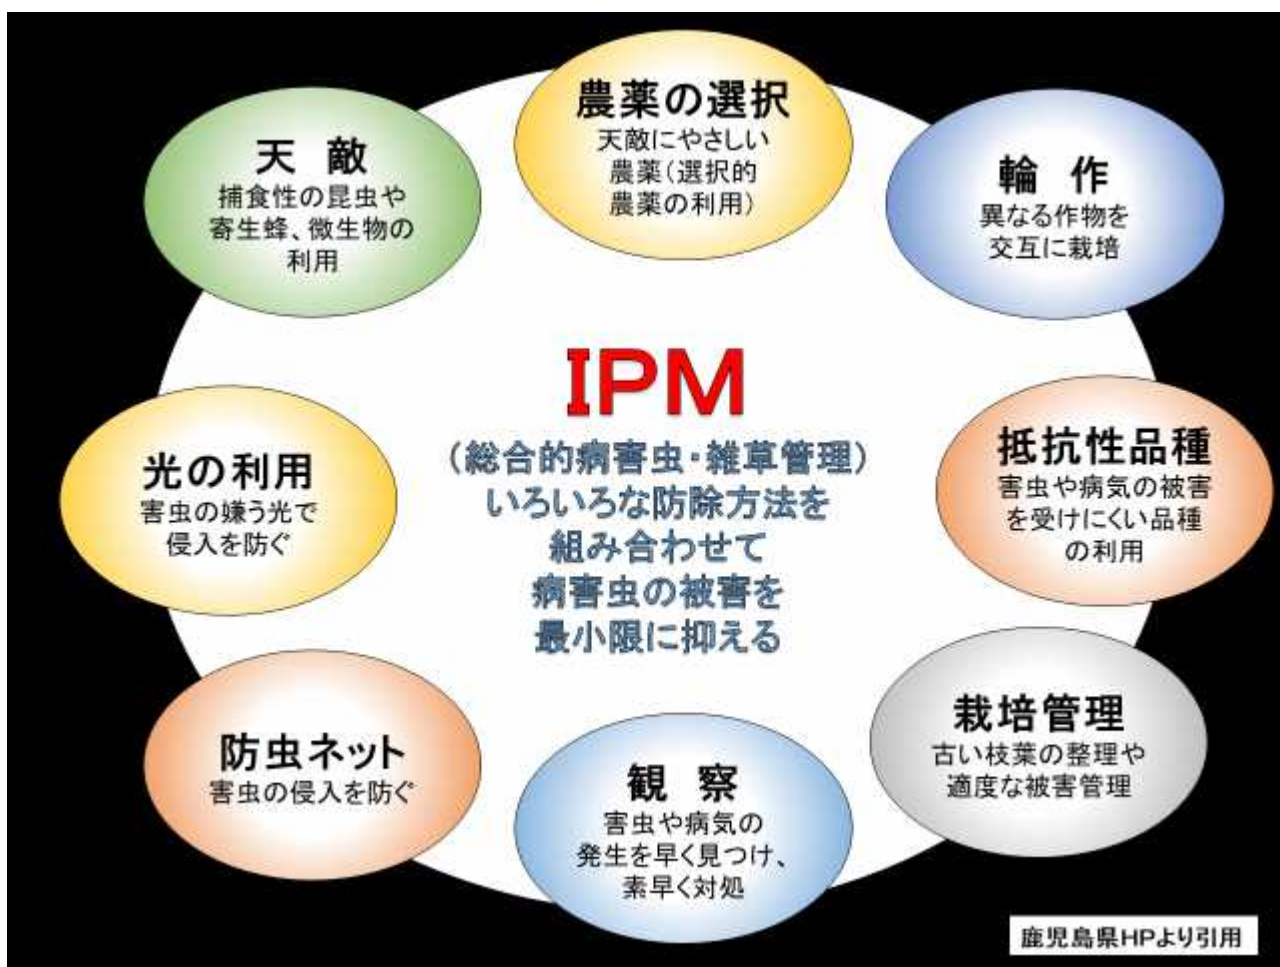 農薬の選択
天敵にやさしい
農薬(選択的
農薬の利用)
天 敵
捕食性の昆虫や
寄生蜂、微生物の
利用
輪 作
異なる作物を
交互に栽培
IPM
(総合的病害虫・雑草管理)
いろいろな防除方法を
組み合わせて
病害虫の被害を
最小限に抑える
光の利用
害虫の嫌う光で
侵入を防ぐ
抵抗性品種
害虫や病気の被害
を受けにくい品種
の利用
防虫ネット
害虫の侵入を防ぐ
観 察
害虫や病気の
発生を早く見つけ、
素早く対処
栽培管理
古い枝葉の整理や
適度な被害管理
鹿児島県HPより引用